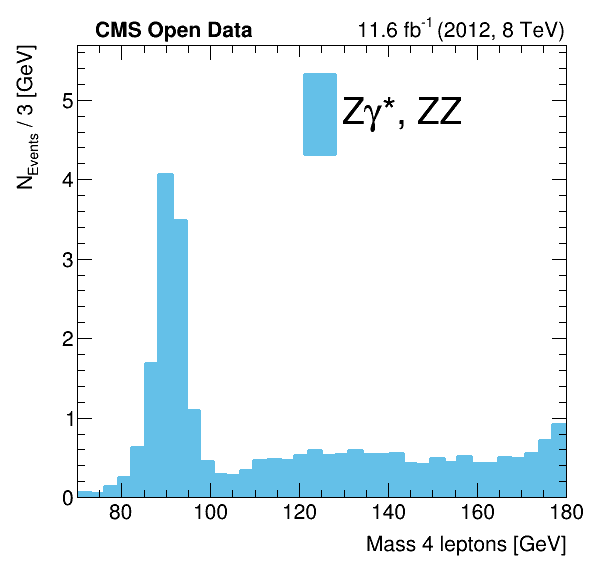 CMS Open Data 11.6 fb⁻¹ (2012, 8 TeV)
N_Events / 3 [GeV]
Zγ*, ZZ
5
4
3
2
1
0
80 100 120 140 160 180
Mass 4 leptons [GeV]